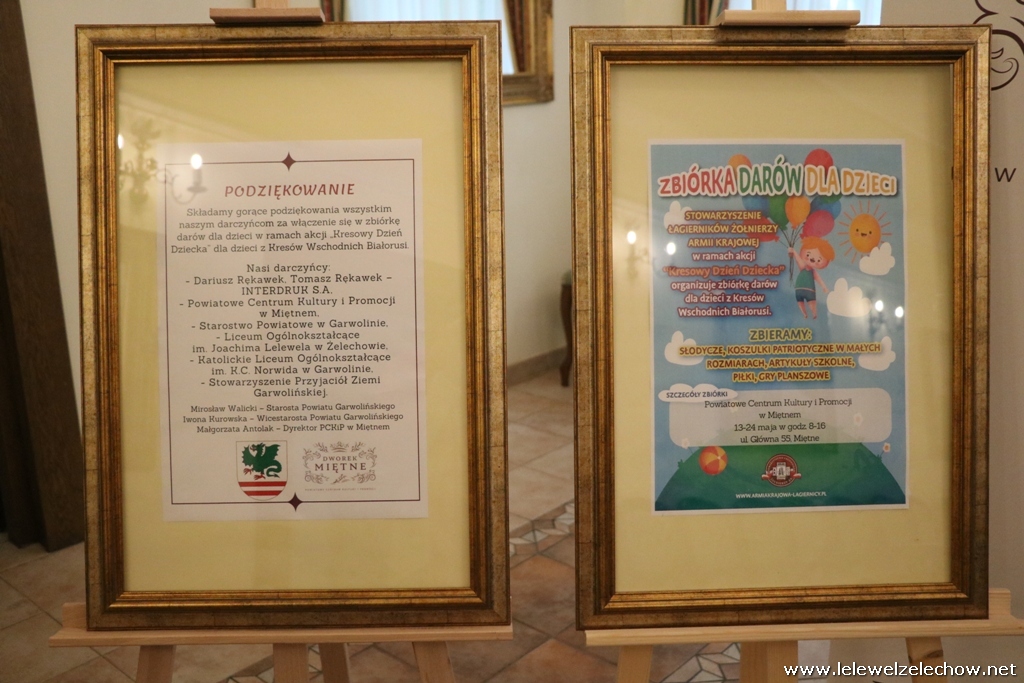 PODZIĘKOWANIE
Składamy gorące podziękowania wszystkim
naszym darczyńcom za włączenie się w zbiórkę
darów dla dzieci w ramach akcji „Kresowy Dzień
Dziecka" dla dzieci z Kresów Wschodnich Białorusi.
Nasi darczyńcy:
- Dariusz Rękawek, Tomasz Rękawek –
INTERDRUK S.A.,
- Powiatowe Centrum Kultury i Promocji
w Miętnem,
- Starostwo Powiatowe w Garwolinie,
- Liceum Ogólnokształcące
im. Joachima Lelewela w Żelechowie,
- Katolickie Liceum Ogólnokształcące
im. K.C. Norwida w Garwolinie,
- Stowarzyszenie Przyjaciół Ziemi
Garwolińskiej.
Mirosław Walicki – Starosta Powiatu Garwolińskiego
Iwona Kurowska – Wicestarosta Powiatu Garwolińskiego
Małgorzata Antolak – Dyrektor PCKiP w Miętnem
DWOREK
MIĘTNE
ZBIÓRKA DARÓW DLA DZIECI
STOWARZYSZENIE
ŁAGIERNIKÓW ŻOŁNIERZY
ARMII KRAJOWEJ
w ramach akcji
"Kresowy Dzień Dziecka"
organizuje zbiórkę darów
dla dzieci z Kresów
Wschodnich Białorusi.
ZBIERAMY:
SŁODYCZE, KOSZULKI PATRIOTYCZNE W MAŁYCH
ROZMIARACH, ARTYKUŁY SZKOLNE,
PIŁKI, GRY PLANSZOWE
SZCZEGÓŁY ZBIÓRKI
Powiatowe Centrum Kultury i Promocji
w Miętnem
13-24 maja w godz. 8-16
ul. Główna 55, Miętne
WWW.ARMIAKRAJOWA-LAGIERNICY.PL
w
www.lelewelzelechow.net